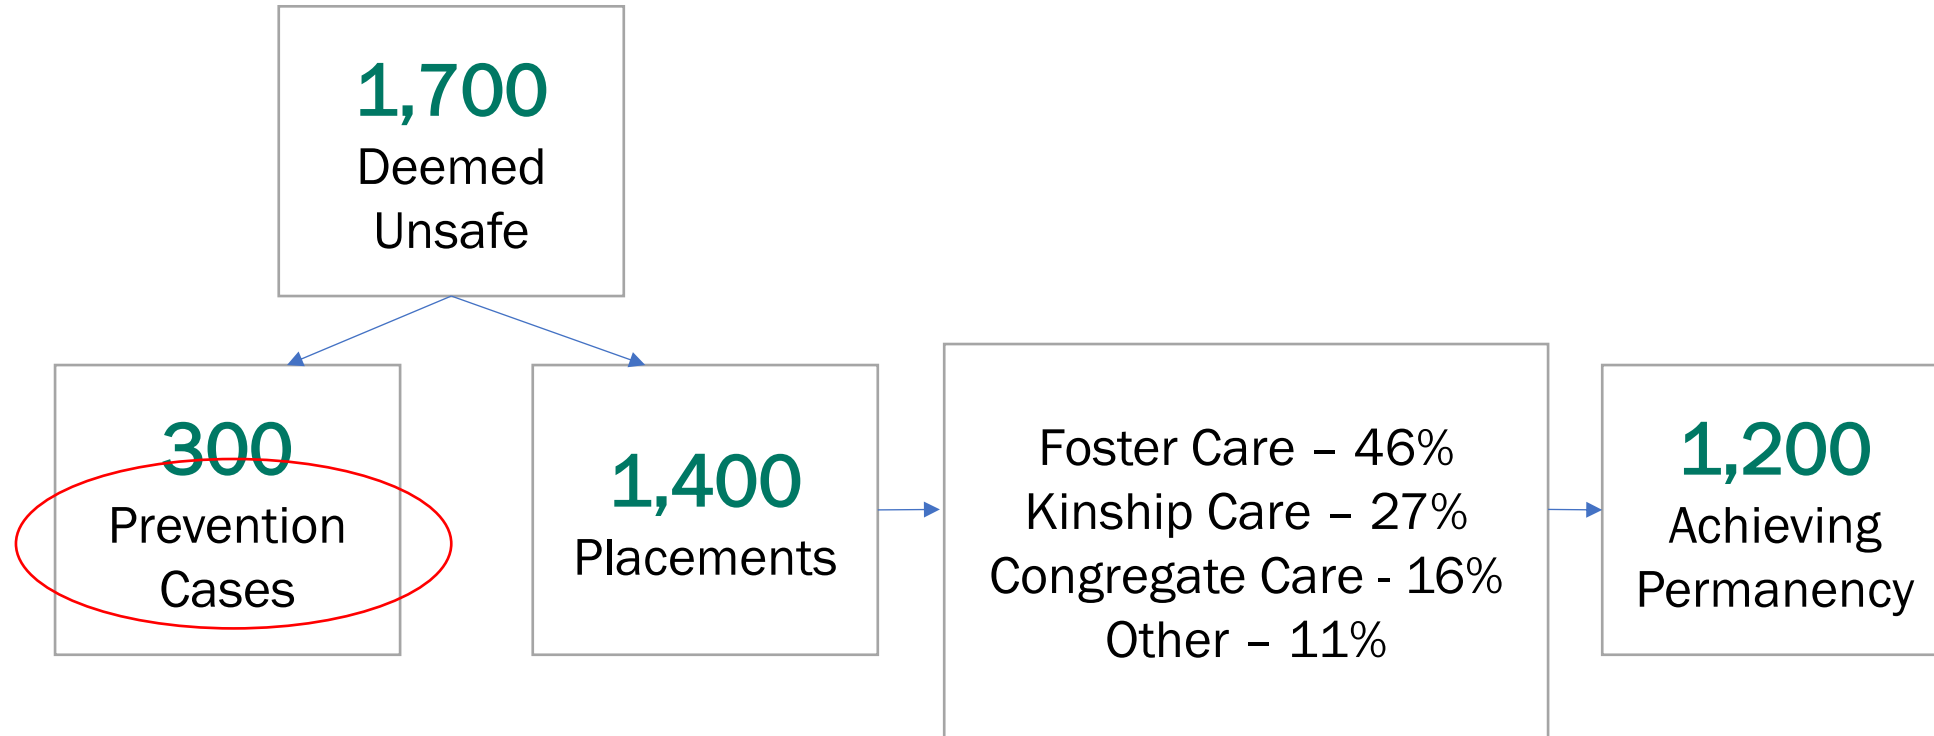 1,700
Deemed
Unsafe
300
Prevention
Cases
1,400
Placements
Foster Care – 46%
Kinship Care – 27%
Congregate Care - 16%
Other – 11%
1,200
Achieving
Permanency